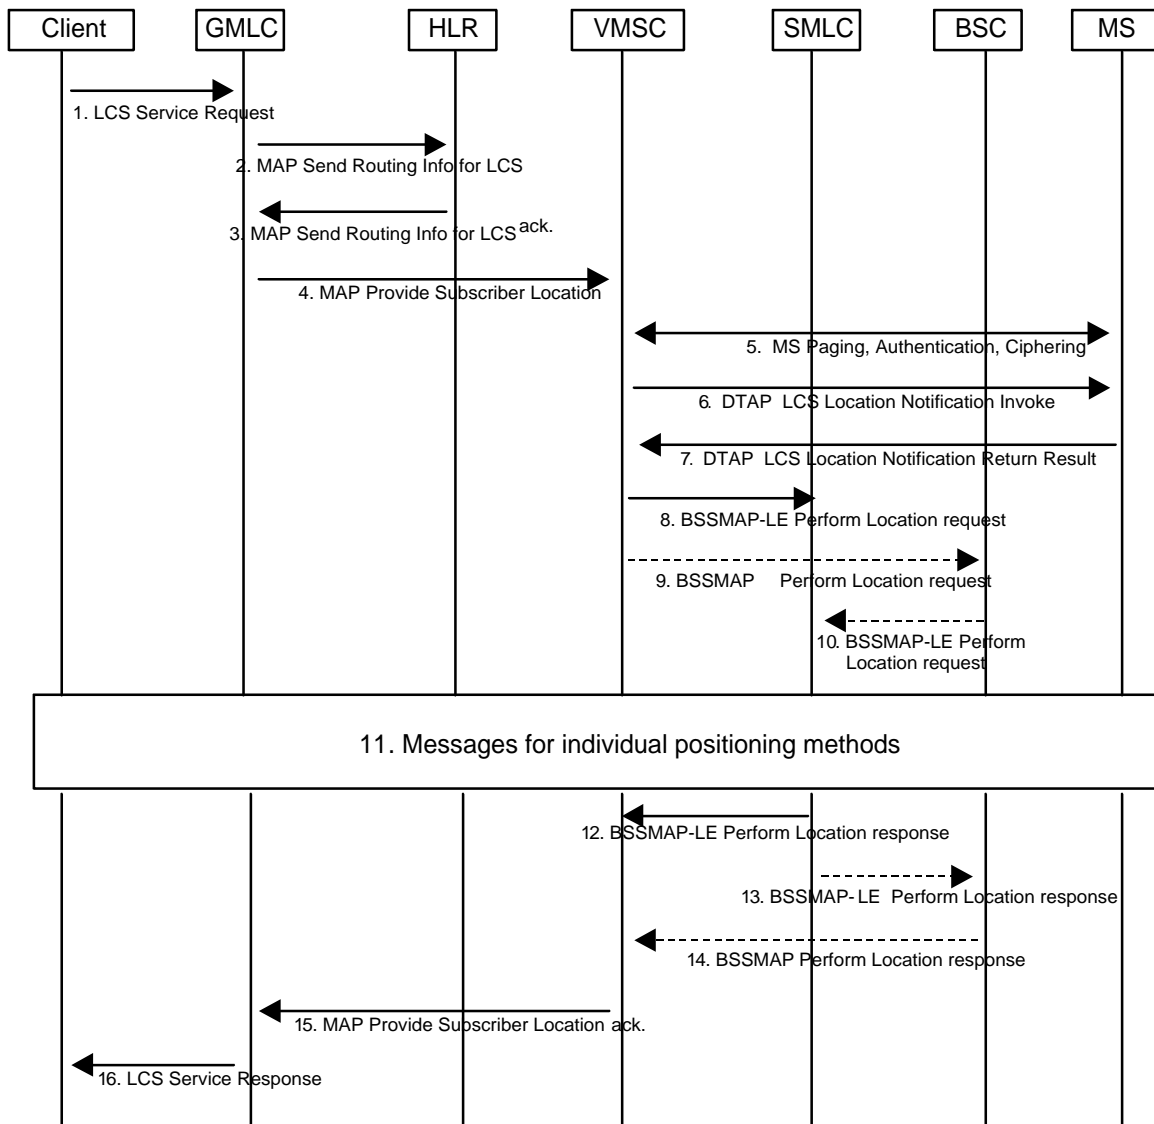 Client GMLC HLR VMSC SMLC BSC MS
1. LCS Service Request
2. MAP Send Routing Info for LCS
3. MAP Send Routing Info for LCS ack.
4. MAP Provide Subscriber Location
5. MS Paging, Authentication, Ciphering
6. DTAP LCS Location Notification Invoke
7. DTAP LCS Location Notification Return Result
8. BSSMAP-LE Perform Location request
9. BSSMAP Perform Location request
10. BSSMAP-LE Perform
Location request
11. Messages for individual positioning methods
12. BSSMAP-LE Perform Location response
13. BSSMAP-LE Perform Location response
14. BSSMAP Perform Location response
15. MAP Provide Subscriber Location ack.
16. LCS Service Response